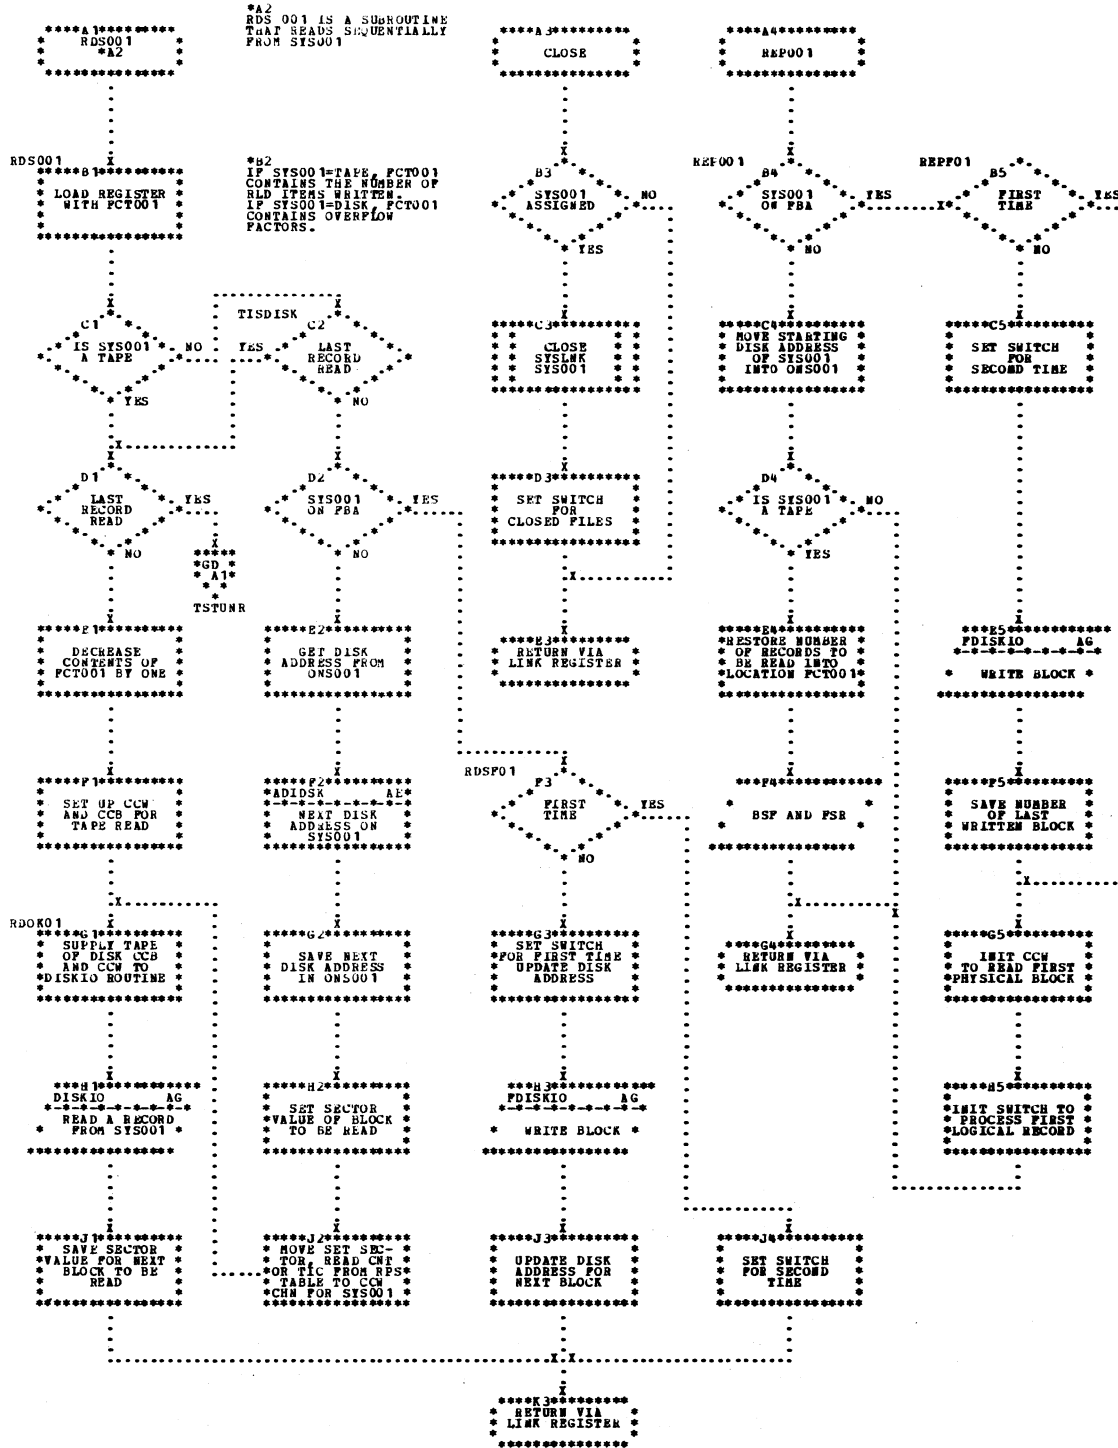 *A2
RDS 001 IS A SUBROUTINE
THAT READS SEQUENTIALLY
FROM SYS001
A1
RDS001
*A2
A3
CLOSE
A4
REP001
RDS001
B1
LOAD REGISTER
WITH PCT001
*B2
IF SYS001=TAPE, PCT001
CONTAINS THE NUMBER OF
RLD ITEMS WRITTEN.
IF SYS001=DISK, PCT001
CONTAINS OVERFLOW
FACTORS.
B3
SYS001
ASSIGNED
NO
YES
REP001
B4
SYS001
ON FBA
YES
NO
REPF01
B5
FIRST
TIME
YES
NO
C1
IS SYS001
A TAPE
NO
YES
TISDISK
C2
LAST
RECORD
READ
YES
NO
C3
CLOSE
SYSLNK
SYS001
C4
MOVE STARTING
DISK ADDRESS
OF SYS001
INTO ONS001
C5
SET SWITCH
FOR
SECOND TIME
D1
LAST
RECORD
READ
YES
NO
GD
A1
TSTUNR
D2
SYS001
ON FBA
YES
NO
D3
SET SWITCH
FOR
CLOSED FILES
D4
IS SYS001
A TAPE
NO
YES
E1
DECREASE
CONTENTS OF
PCT001 BY ONE
E2
GET DISK
ADDRESS FROM
ONS001
E3
RETURN VIA
LINK REGISTER
E4
RESTORE NUMBER
OF RECORDS TO
BE READ INTO
LOCATION PCT001
E5
FDISKIO AG
WRITE BLOCK
F1
SET UP CCW
AND CCB FOR
TAPE READ
F2
ADIDSK AE
NEXT DISK
ADDRESS ON
SYS001
RDSF01
F3
FIRST
TIME
YES
NO
F4
BSF AND FSR
F5
SAVE NUMBER
OF LAST
WRITTEN BLOCK
RDOK01
G1
SUPPLY TAPE
OF DISK CCB
AND CCW TO
DISKIO ROUTINE
G2
SAVE NEXT
DISK ADDRESS
IN ONS001
G3
SET SWITCH
FOR FIRST TIME
UPDATE DISK
ADDRESS
G4
RETURN VIA
LINK REGISTER
G5
INIT CCW
TO READ FIRST
PHYSICAL BLOCK
H1
DISKIO AG
READ A RECORD
FROM SYS001
H2
SET SECTOR
VALUE OF BLOCK
TO BE READ
H3
FDISKIO AG
WRITE BLOCK
H5
INIT SWITCH TO
PROCESS FIRST
LOGICAL RECORD
J1
SAVE SECTOR
VALUE FOR NEXT
BLOCK TO BE
READ
J2
MOVE SET SEC-
TOR, READ CNT
OR TIC FROM RPS
TABLE TO CCW
CHN FOR SYS001
J3
UPDATE DISK
ADDRESS FOR
NEXT BLOCK
J4
SET SWITCH
FOR SECOND
TIME
K3
RETURN VIA
LINK REGISTER